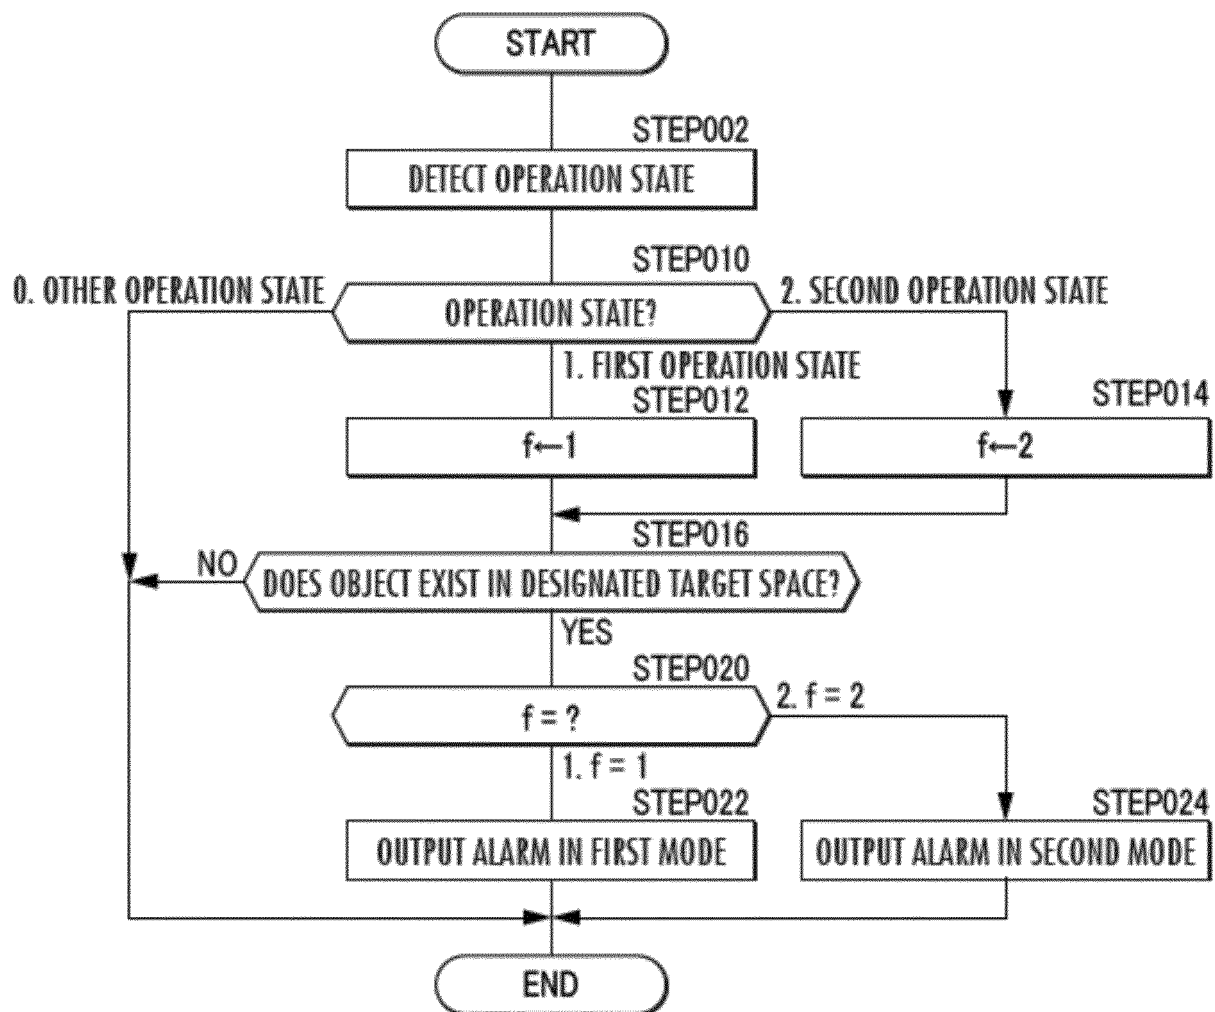 START
STEP002
DETECT OPERATION STATE
STEP010
0. OTHER OPERATION STATE
OPERATION STATE?
2. SECOND OPERATION STATE
1. FIRST OPERATION STATE
STEP012
STEP014
f←1
f←2
STEP016
NO
DOES OBJECT EXIST IN DESIGNATED TARGET SPACE?
YES
STEP020
f = ?
2. f = 2
1. f = 1
STEP022
STEP024
OUTPUT ALARM IN FIRST MODE
OUTPUT ALARM IN SECOND MODE
END